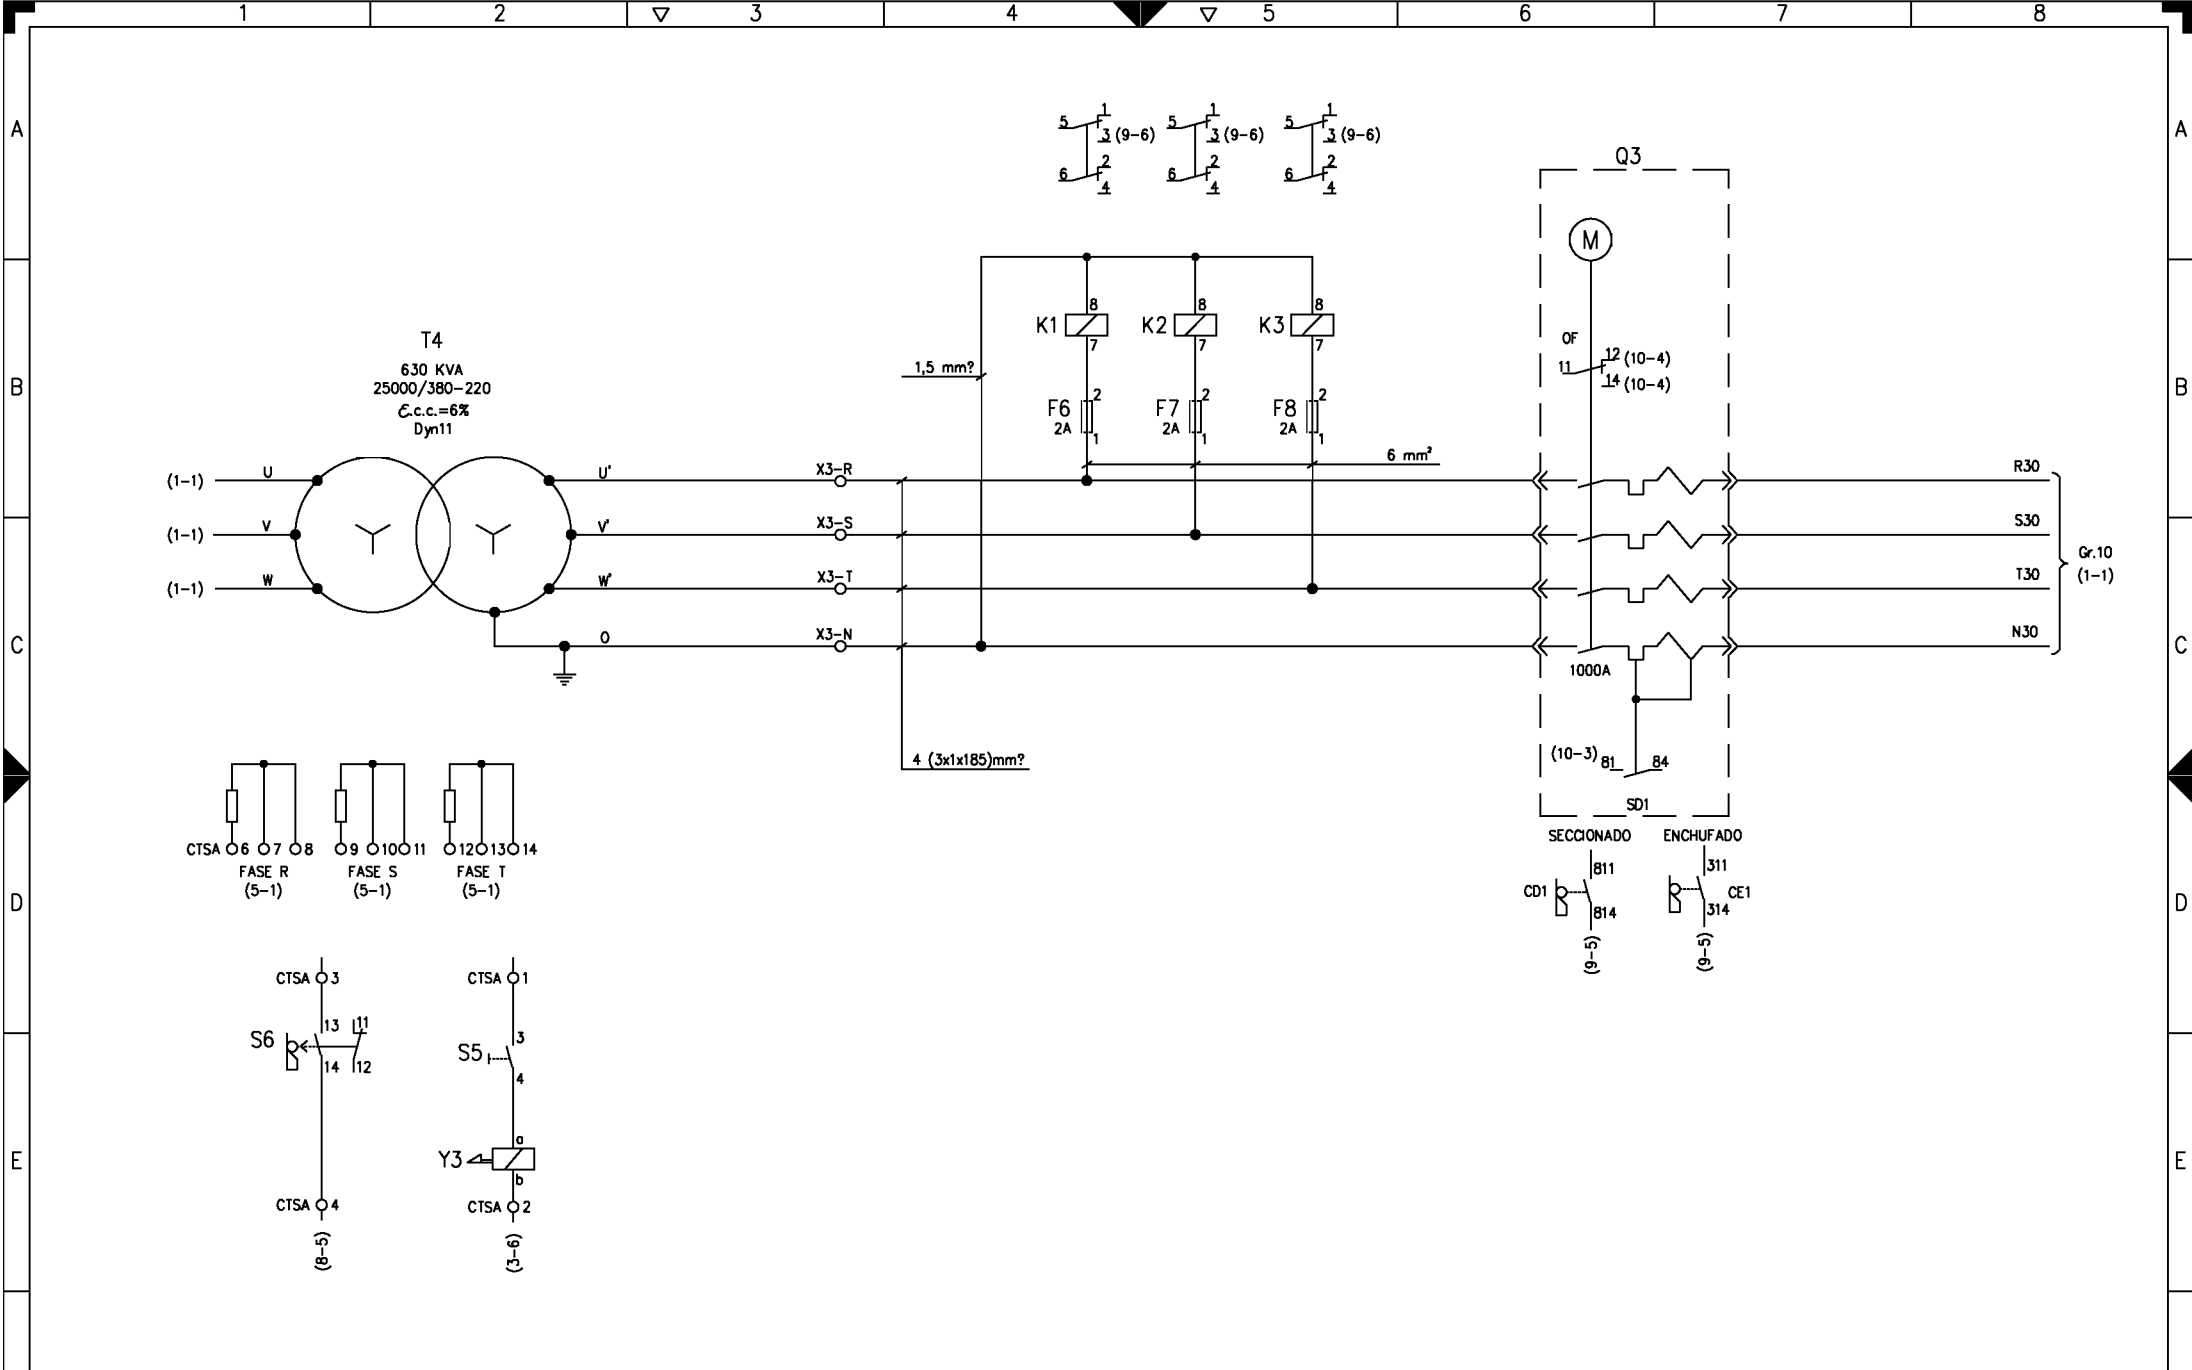 1 2 3 4 5 6 7 8
A A
B B
C C
D D
E E
5 1 3 (9-6) 5 1 3 (9-6) 5 1 3 (9-6)
6 2 4 6 2 4 6 2 4
Q3
M
8 8 8
K1 K2 K3
7 7 7
T4
630 KVA
25000/380-220
Ɛc.c.=6%
Dyn11
1,5 mm?
OF
12 (10-4)
11
14 (10-4)
2 2 2
F6 F7 F8
2A 2A 2A
1 1 1
6 mm²
(1-1) U U' X3-R R30
(1-1) V V' X3-S S30
Gr.10
(1-1)
(1-1) W W' X3-T T30
O X3-N N30
1000A
4 (3x1x185)mm?
(10-3) 81 84
SD1
SECCIONADO ENCHUFADO
CTSA 6 7 8 9 10 11 12 13 14
FASE R FASE S FASE T
(5-1) (5-1) (5-1)
811 311
CD1 CE1
814 314
(9-5) (9-5)
CTSA 3 CTSA 1
13 11 3
S6 S5
14 12 4
a
Y3
b
CTSA 4 CTSA 2
(8-5) (3-6)